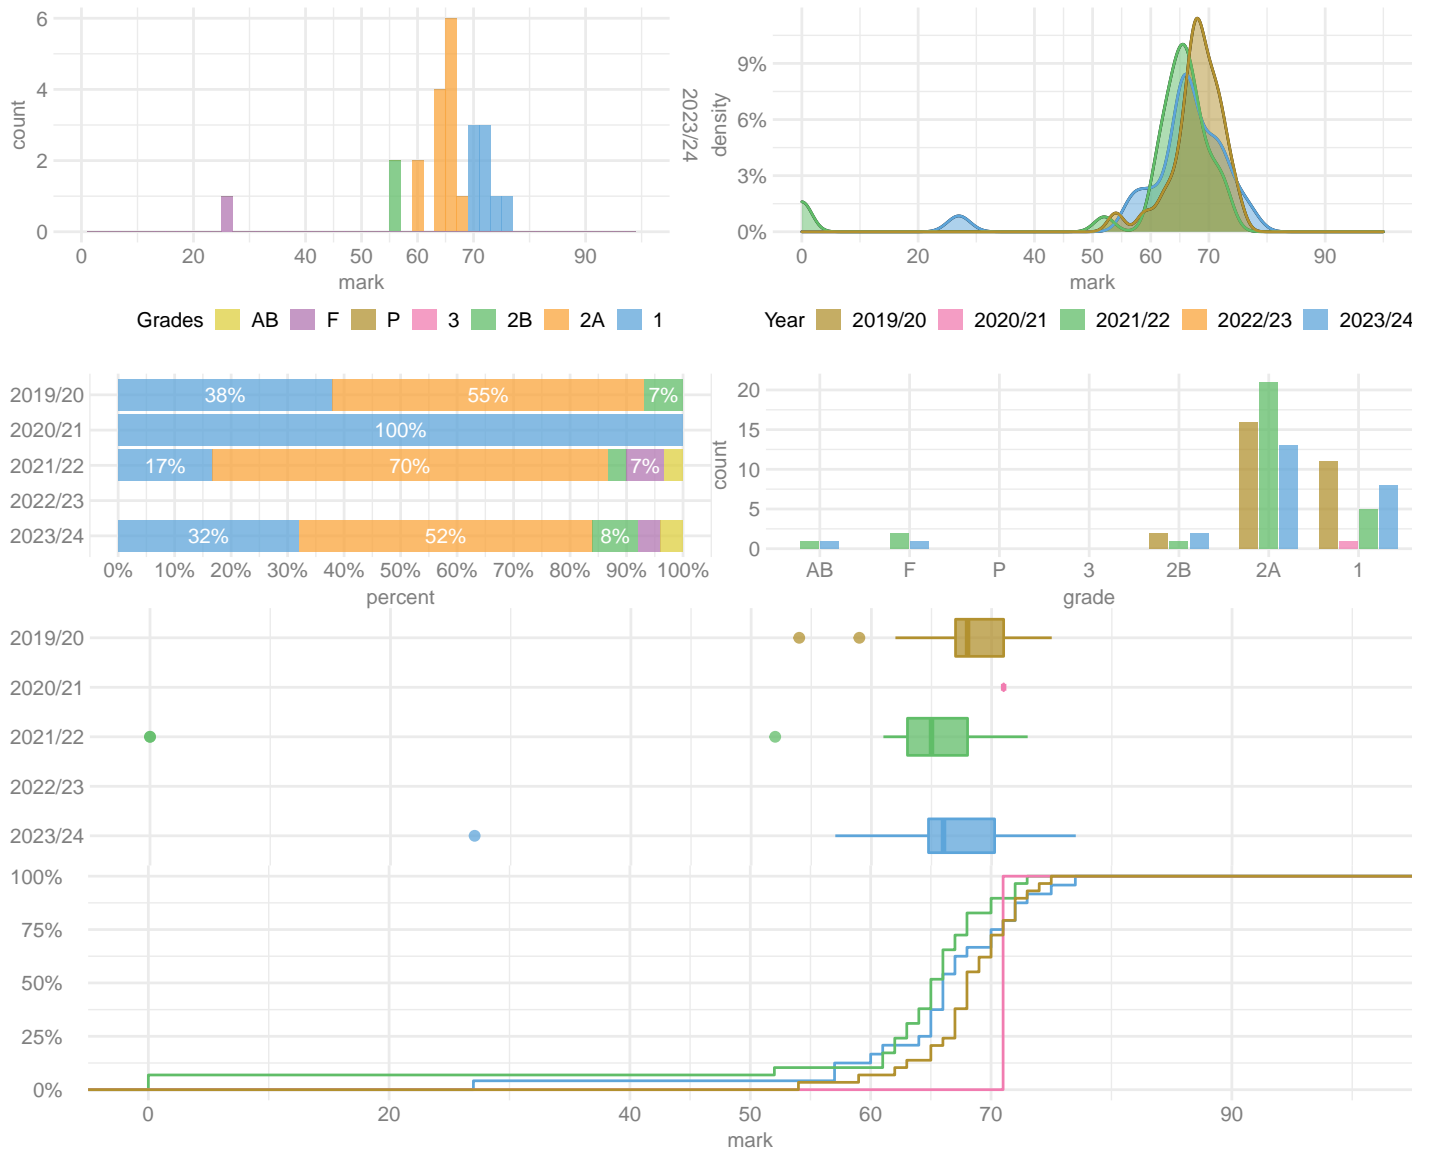 6
4
2
0
count
0
20
40
50
60
70
90
mark
2023/24
9%
6%
3%
0%
density
0
20
40
50
60
70
90
mark
Grades AB F P 3 2B 2A 1
Year 2019/20 2020/21 2021/22 2022/23 2023/24
2019/20 38% 55% 7%
2020/21 100%
2021/22 17% 70% 7%
2022/23
2023/24 32% 52% 8%
0% 10% 20% 30% 40% 50% 60% 70% 80% 90% 100%
percent
20
15
10
5
0
count
AB F P 3 2B 2A 1
grade
2019/20
2020/21
2021/22
2022/23
2023/24
100%
75%
50%
25%
0%
0 20 40 50 60 70 90
mark